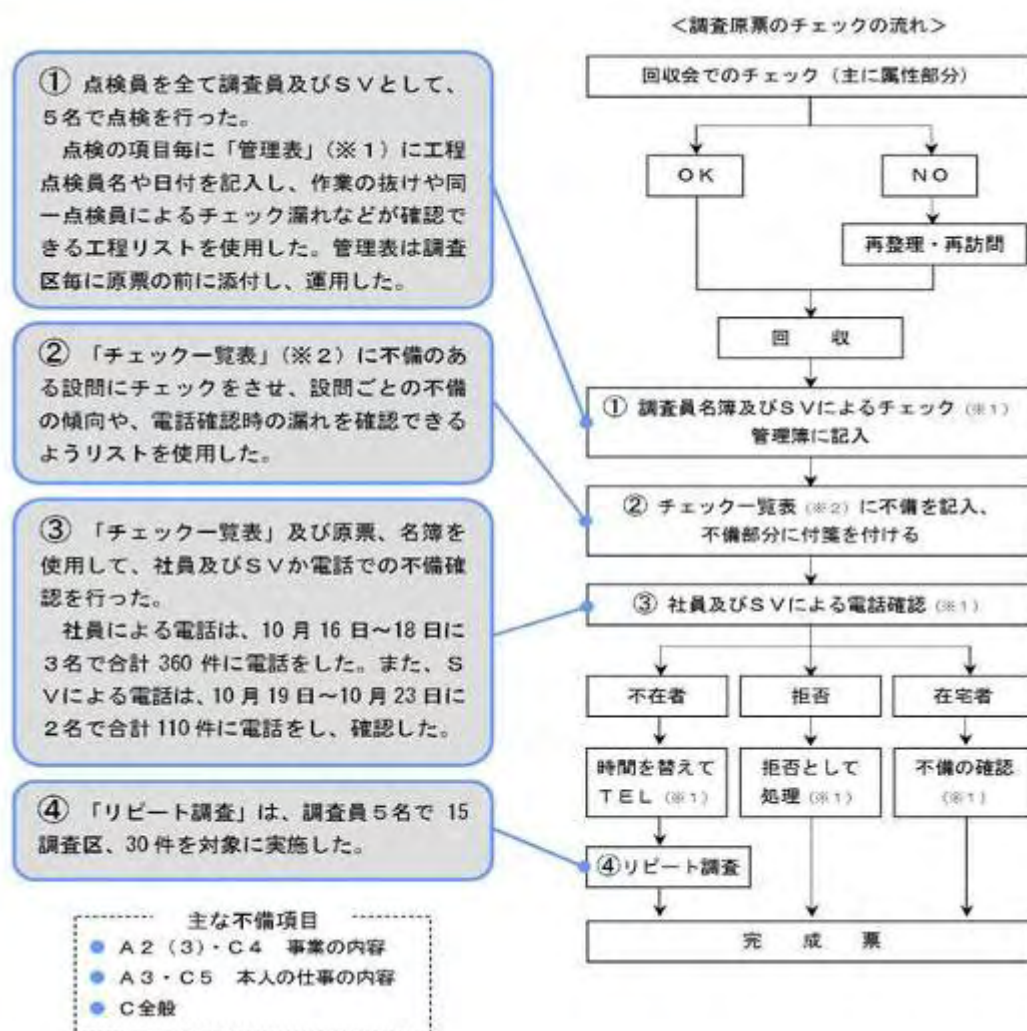 <調査原票のチェックの流れ>
① 点検員を全て調査員及びSVとして、
5名で点検を行った。
点検の項目毎に「管理表」(※1)に工程
点検員名や日付を記入し、作業の抜けや同
一点検員によるチェック漏れなどが確認で
きる工程リストを使用した。管理表は調査
区毎に原票の前に添付し、運用した。
② 「チェック一覧表」(※2)に不備のあ
る設問にチェックをさせ、設問ごとの不備
の傾向や、電話確認時の漏れを確認できる
ようリストを使用した。
③ 「チェック一覧表」及び原票、名簿を
使用して、社員及びSVか電話での不備確
認を行った。
社員による電話は、10月16日~18日に
3名で合計360件に電話をした。また、S
Vによる電話は、10月19日~10月23日に
2名で合計110件に電話をし、確認した。
④ 「リピート調査」は、調査員5名で 15
調査区、30件を対象に実施した。
主な不備項目
A2(3)・C4 事業の内容
A3・C5 本人の仕事の内容
C全般
回収会でのチェック(主に属性部分)
OK
NO
再整理・再訪問
回 収
① 調査員名簿及びSVによるチェック(※1)
管理簿に記入
② チェック一覧表(※2)に不備を記入、
不備部分に付箋を付ける
③ 社員及びSVによる電話確認(※1)
不在者
拒否
在宅者
時間を替えて
TEL(※1)
拒否として
処理(※1)
不備の確認
(※1)
④リピート調査
完 成 票